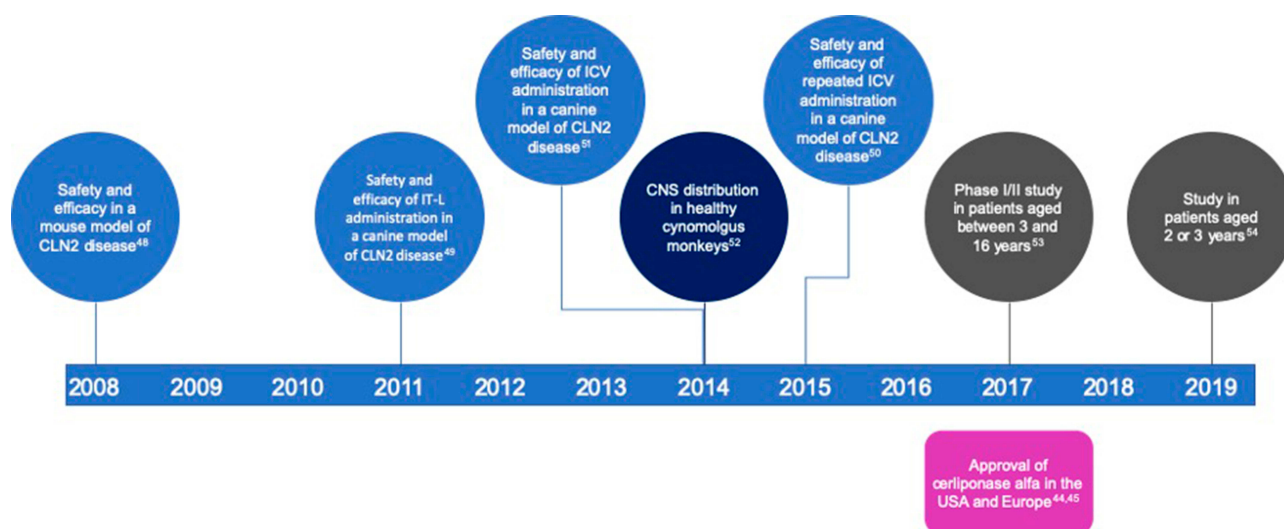 Safety and
efficacy in a
mouse model of
CLN2 disease48
Safety and
efficacy of IT-L
administration in
a canine model
of CLN2 disease49
Safety and
efficacy of ICV
administration
in a canine
model of CLN2
disease51
CNS distribution
in healthy
cynomolgus
monkeys52
Safety and
efficacy of
repeated ICV
administration
in a canine
model of CLN2
disease50
Phase I/II study
in patients aged
between 3 and
16 years53
Study in
patients aged
2 or 3 years54
2008 2009 2010 2011 2012 2013 2014 2015 2016 2017 2018 2019
Approval of
cerliponase alfa in the
USA and Europe44,45